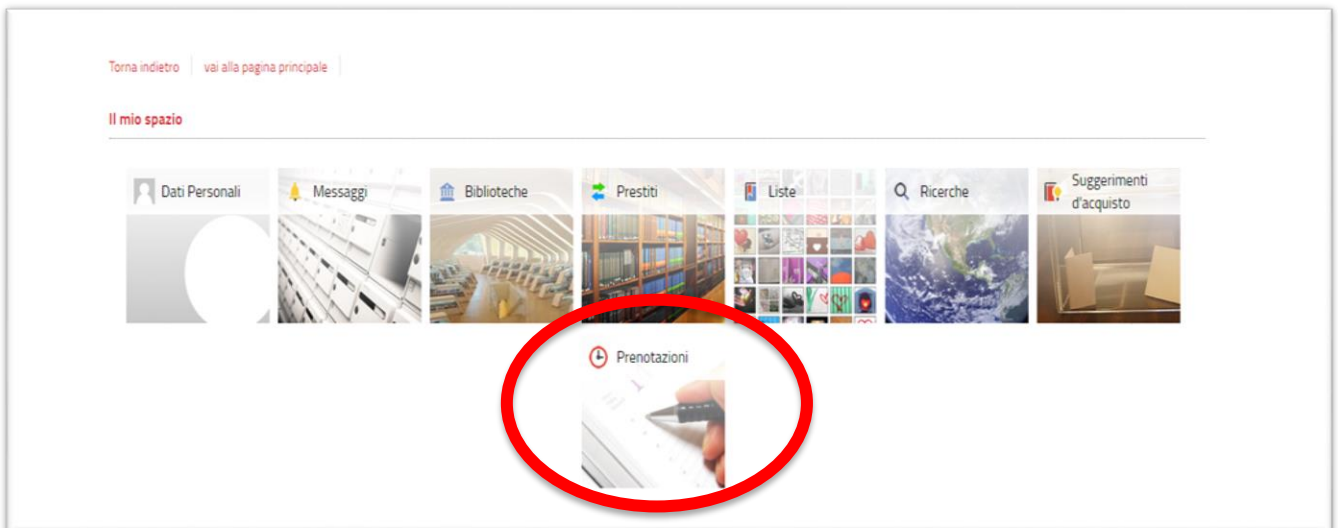 Torna indietro vai alla pagina principale
Il mio spazio
Dati Personali
Messaggi
Biblioteche
Prestiti
Liste
Ricerche
Suggerimenti
d'acquisto
Prenotazioni